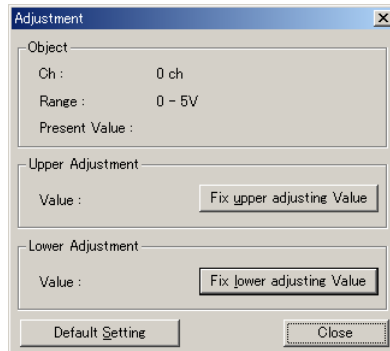 Adjustment
Object
Ch : 0 ch
Range : 0 - 5V
Present Value :
Upper Adjustment
Value : Fix upper adjusting Value
Lower Adjustment
Value : Fix lower adjusting Value
Default Setting Close